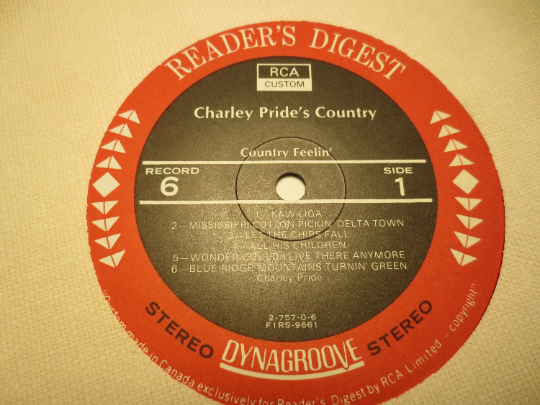 READER'S DIGEST
RCA
CUSTOM
Charley Pride's Country
Country Feelin'
RECORD
6
SIDE
1
1—KAW-LIGA
2—MISSISSIPPI COTTON PICKIN' DELTA TOWN
3—LET THE CHIPS FALL
4—ALL HIS CHILDREN
5—WONDER COULD I LIVE THERE ANYMORE
6—BLUE RIDGE MOUNTAINS TURNIN' GREEN
Charley Pride
2-757-0-6
F1RS-9661
STEREO DYNAGROOVE STEREO
made in Canada exclusively for Reader's Digest by RCA Limited – copyright"